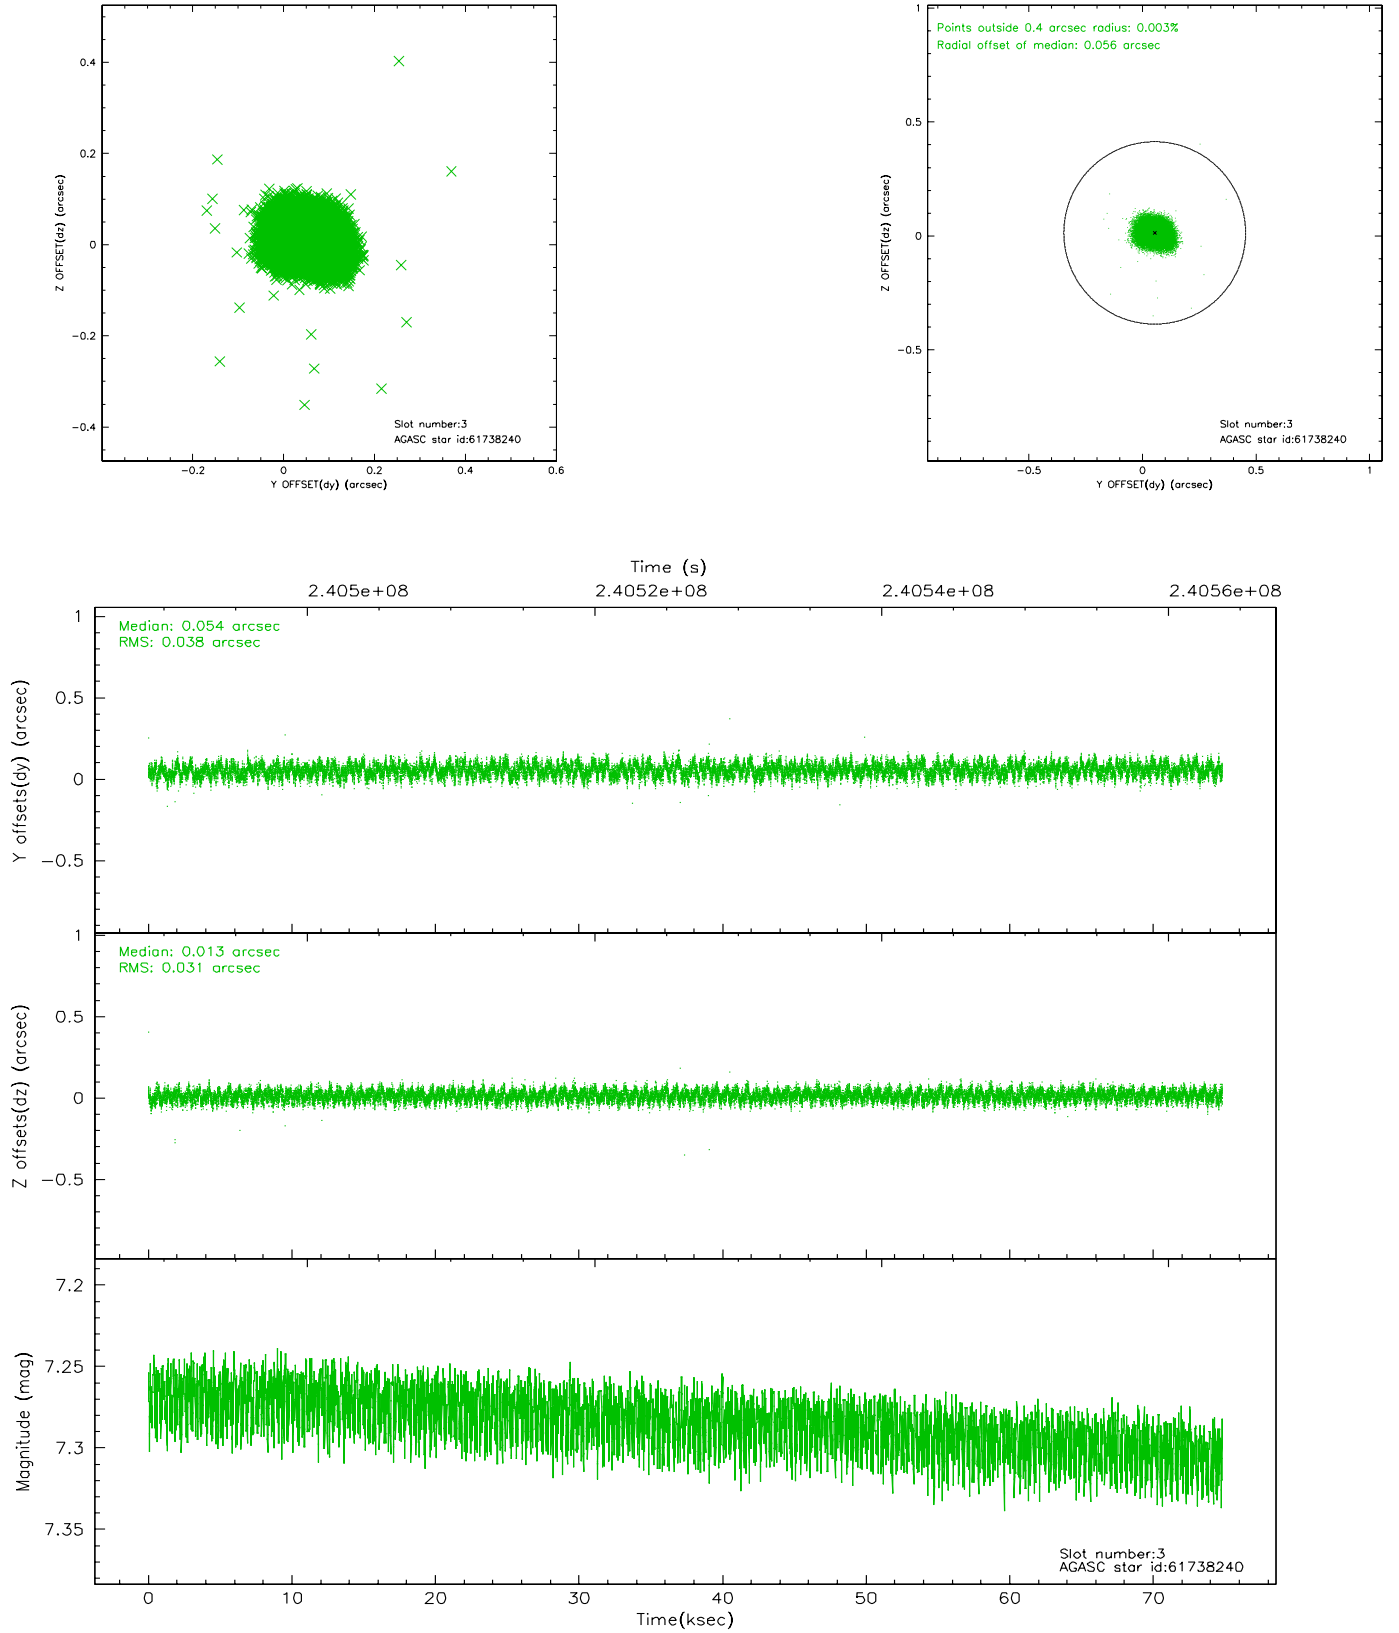 0.4
0.2
0
−0.2
−0.4
−0.2
0
0.2
0.4
0.6
Z OFFSET(dz) (arcsec)
Y OFFSET(dy) (arcsec)
Slot number:3
AGASC star id:61738240
Points outside 0.4 arcsec radius: 0.003%
Radial offset of median: 0.056 arcsec
1
0.5
0
−0.5
−0.5
0
0.5
1
Z OFFSET(dz) (arcsec)
Y OFFSET(dy) (arcsec)
Slot number:3
AGASC star id:61738240
Time (s)
2.405e+08
2.4052e+08
2.4054e+08
2.4056e+08
Median: 0.054 arcsec
RMS: 0.038 arcsec
1
0.5
0
−0.5
Y offsets(dy) (arcsec)
Median: 0.013 arcsec
RMS: 0.031 arcsec
1
0.5
0
−0.5
Z offsets(dz) (arcsec)
7.2
7.25
7.3
7.35
Magnitude (mag)
Slot number:3
AGASC star id:61738240
0
10
20
30
40
50
60
70
Time(ksec)